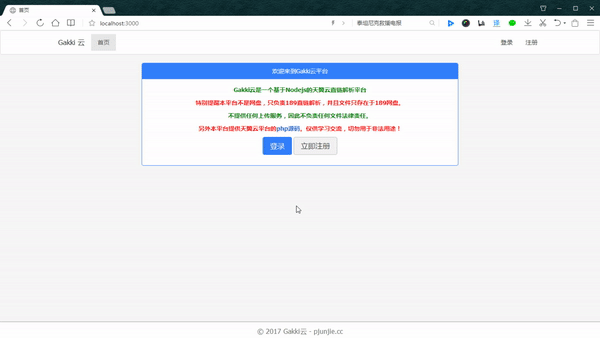 首页
localhost:3000
泰坦尼克救援电报
Gakki 云
首页
登录
注册
欢迎来到Gakki云平台
Gakki云是一个基于Nodejs的天翼云直链解析平台
特别提醒本平台不是网盘，只负责189直链解析，并且文件只存在于189网盘。
不提供任何上传服务，因此不负责任何文件法律责任。
另外本平台提供天翼云平台的php源码。仅供学习交流，切勿用于非法用途！
登录
立即注册
© 2017 Gakki云 - pjunjie.cc